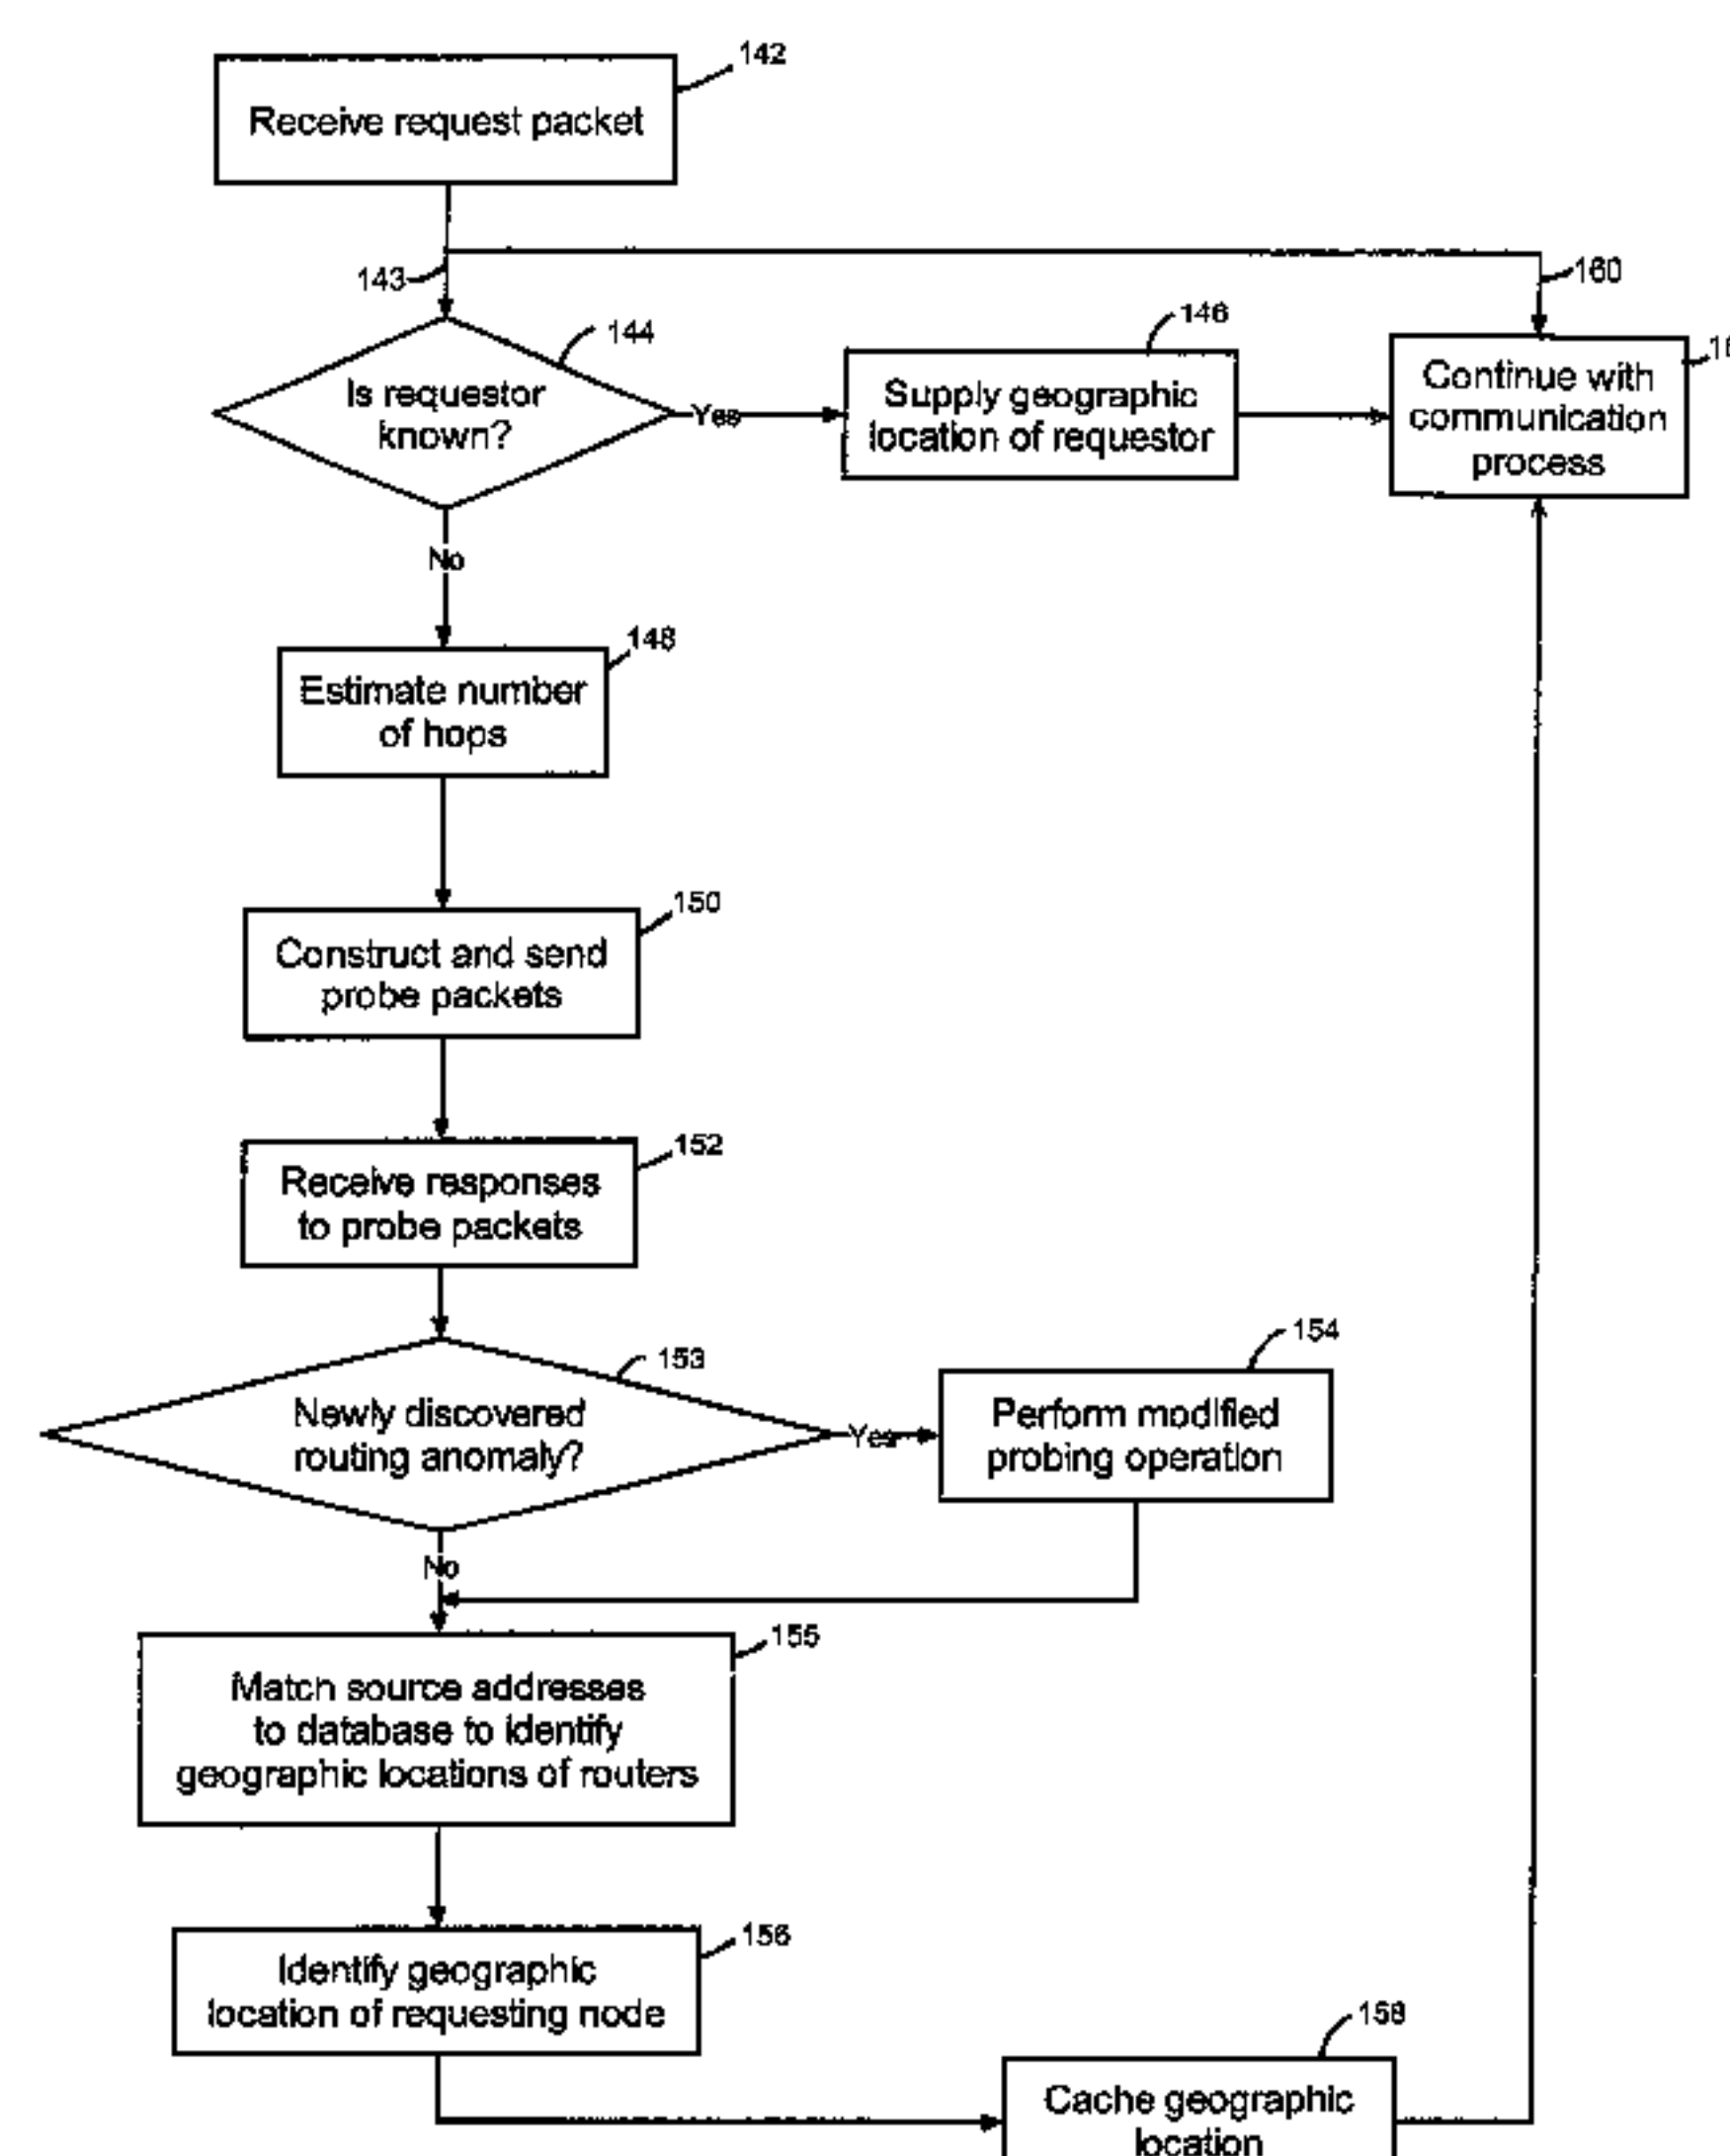 142
Receive request packet
143
160
144
Is requestor
known?
Yes
146
Supply geographic
location of requestor
Continue with
communication
process
No
148
Estimate number
of hops
150
Construct and send
probe packets
152
Receive responses
to probe packets
153
Newly discovered
routing anomaly?
Yes
154
Perform modified
probing operation
No
155
Match source addresses
to database to identify
geographic locations of routers
156
Identify geographic
location of requesting node
158
Cache geographic
location